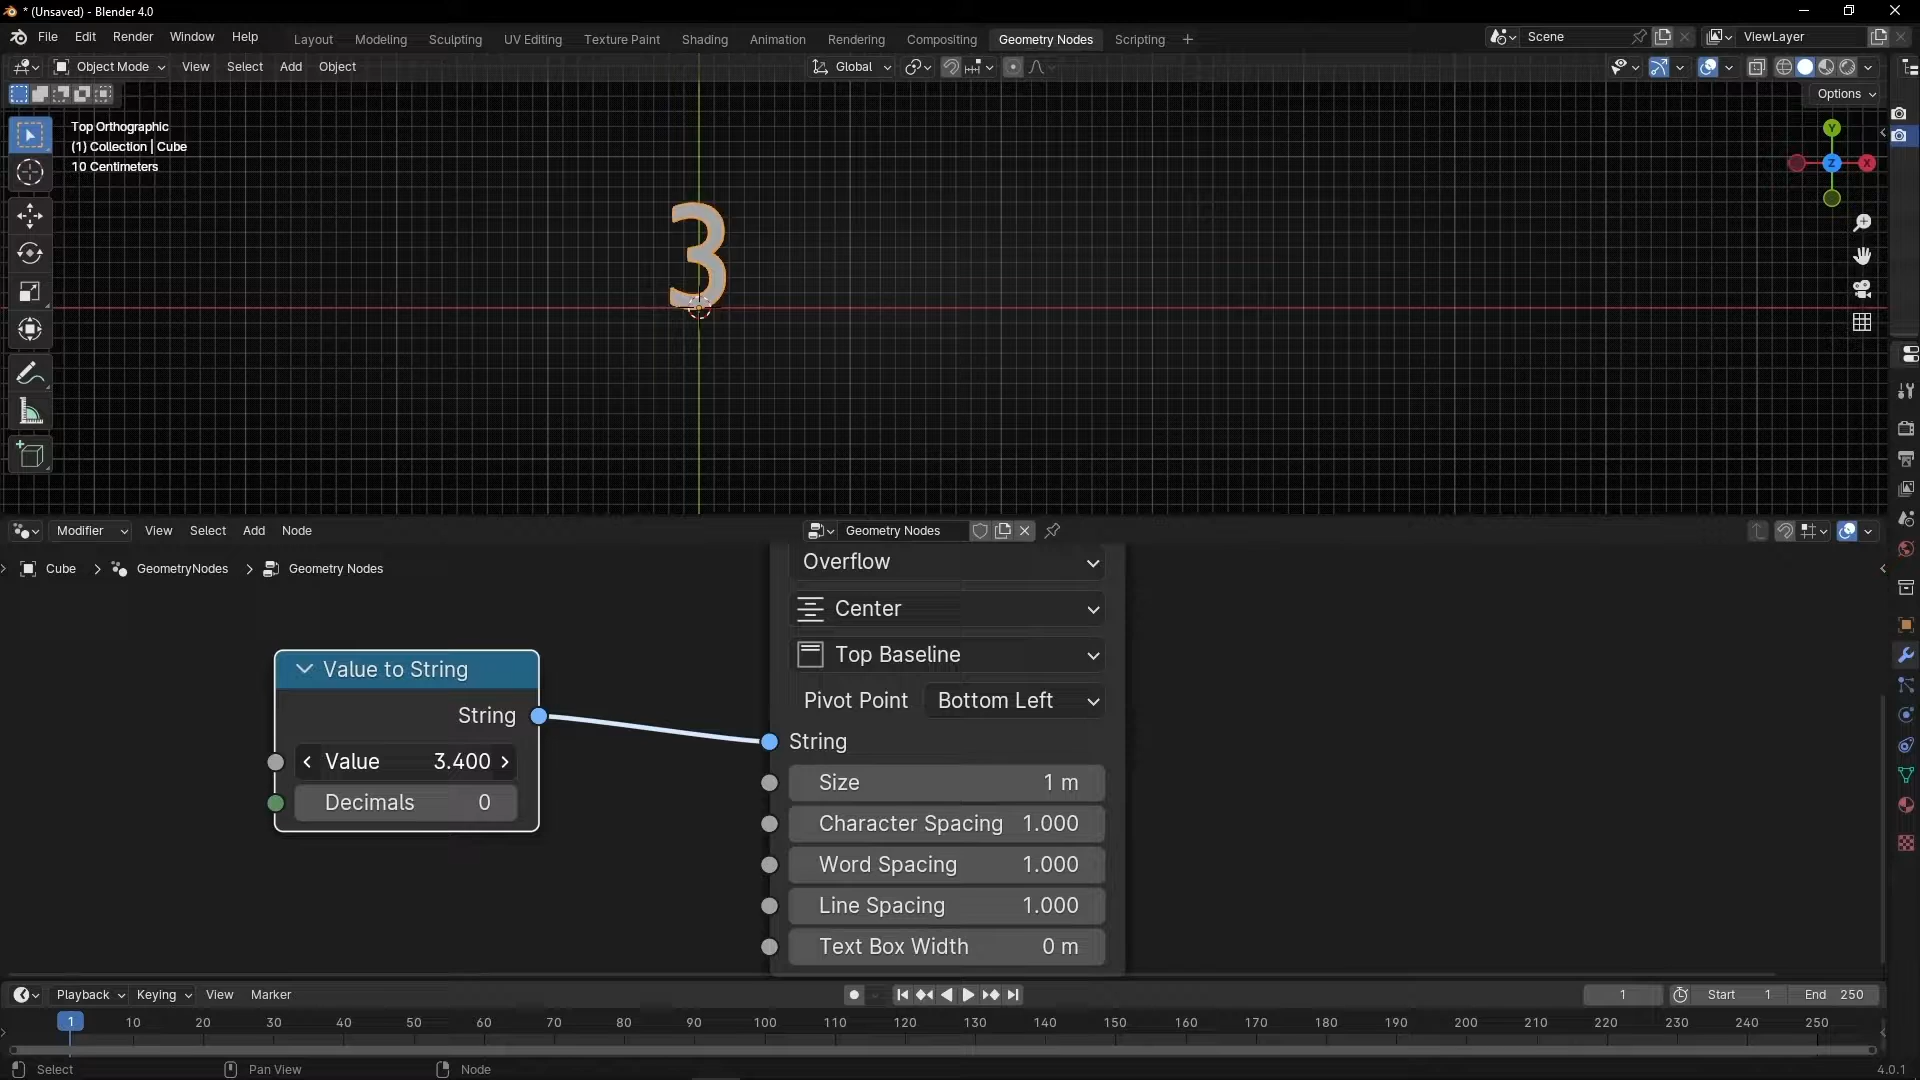 * (Unsaved) - Blender 4.0
File Edit Render Window Help Layout Modeling Sculpting UV Editing Texture Paint Shading Animation Rendering Compositing Geometry Nodes Scripting + Scene ViewLayer
Object Mode View Select Add Object Global
Options
Top Orthographic
(1) Collection | Cube
10 Centimeters
Y
Z X
3
Modifier View Select Add Node Geometry Nodes
Cube > GeometryNodes > Geometry Nodes
Overflow
Center
Top Baseline
Pivot Point Bottom Left
Value to String
String
Value 3.400
Decimals 0
String
Size 1 m
Character Spacing 1.000
Word Spacing 1.000
Line Spacing 1.000
Text Box Width 0 m
Playback Keying View Marker 1 Start 1 End 250
1 10 20 30 40 50 60 70 80 90 100 110 120 130 140 150 160 170 180 190 200 210 220 230 240 250
Select Pan View Node 4.0.1